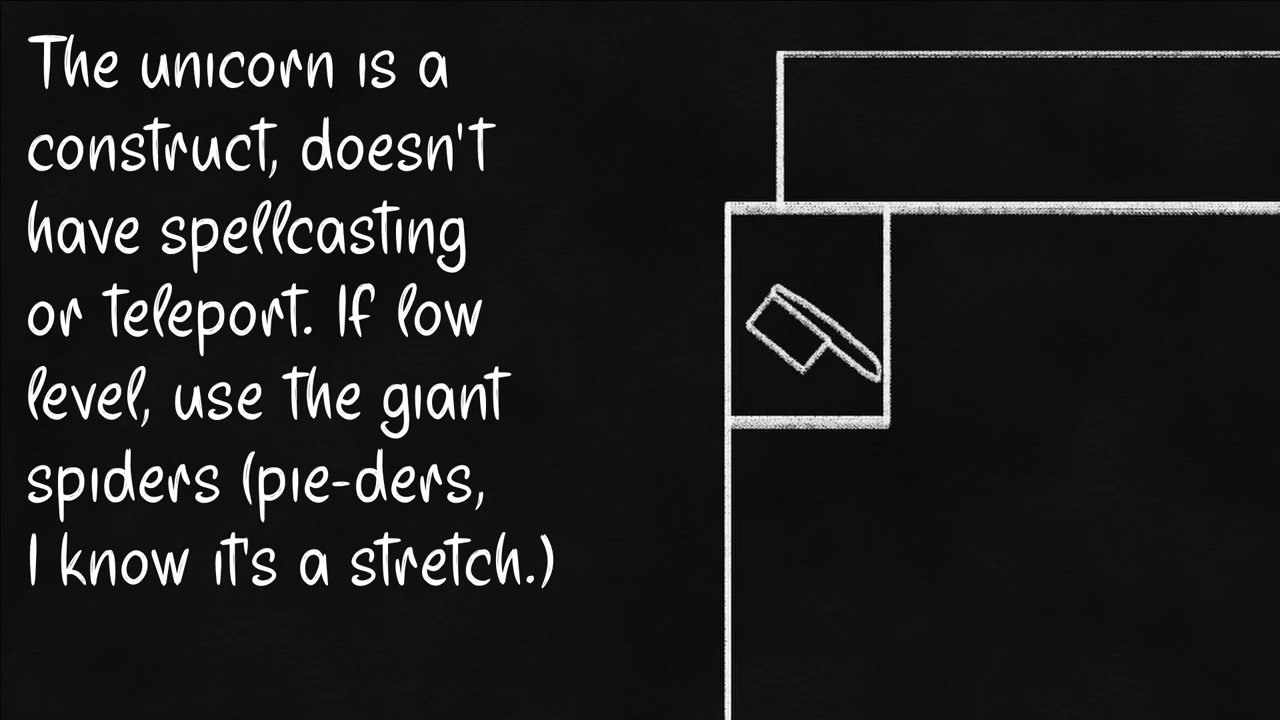 The unicorn is a
construct, doesn't
have spellcasting
or teleport. If low
level, use the giant
spiders (pie-ders,
I know it's a stretch.)